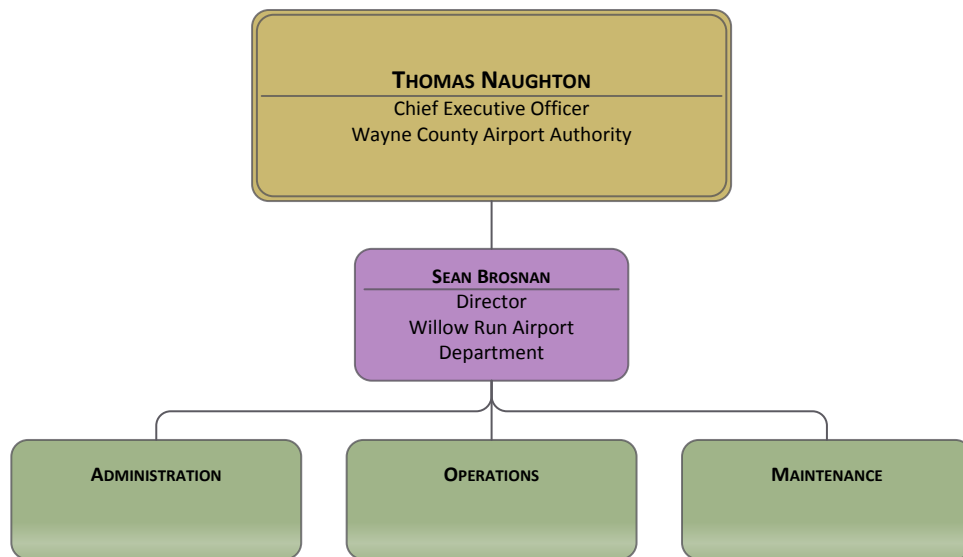 THOMAS NAUGHTON
Chief Executive Officer
Wayne County Airport Authority
SEAN BROSNAN
Director
Willow Run Airport
Department
ADMINISTRATION
OPERATIONS
MAINTENANCE